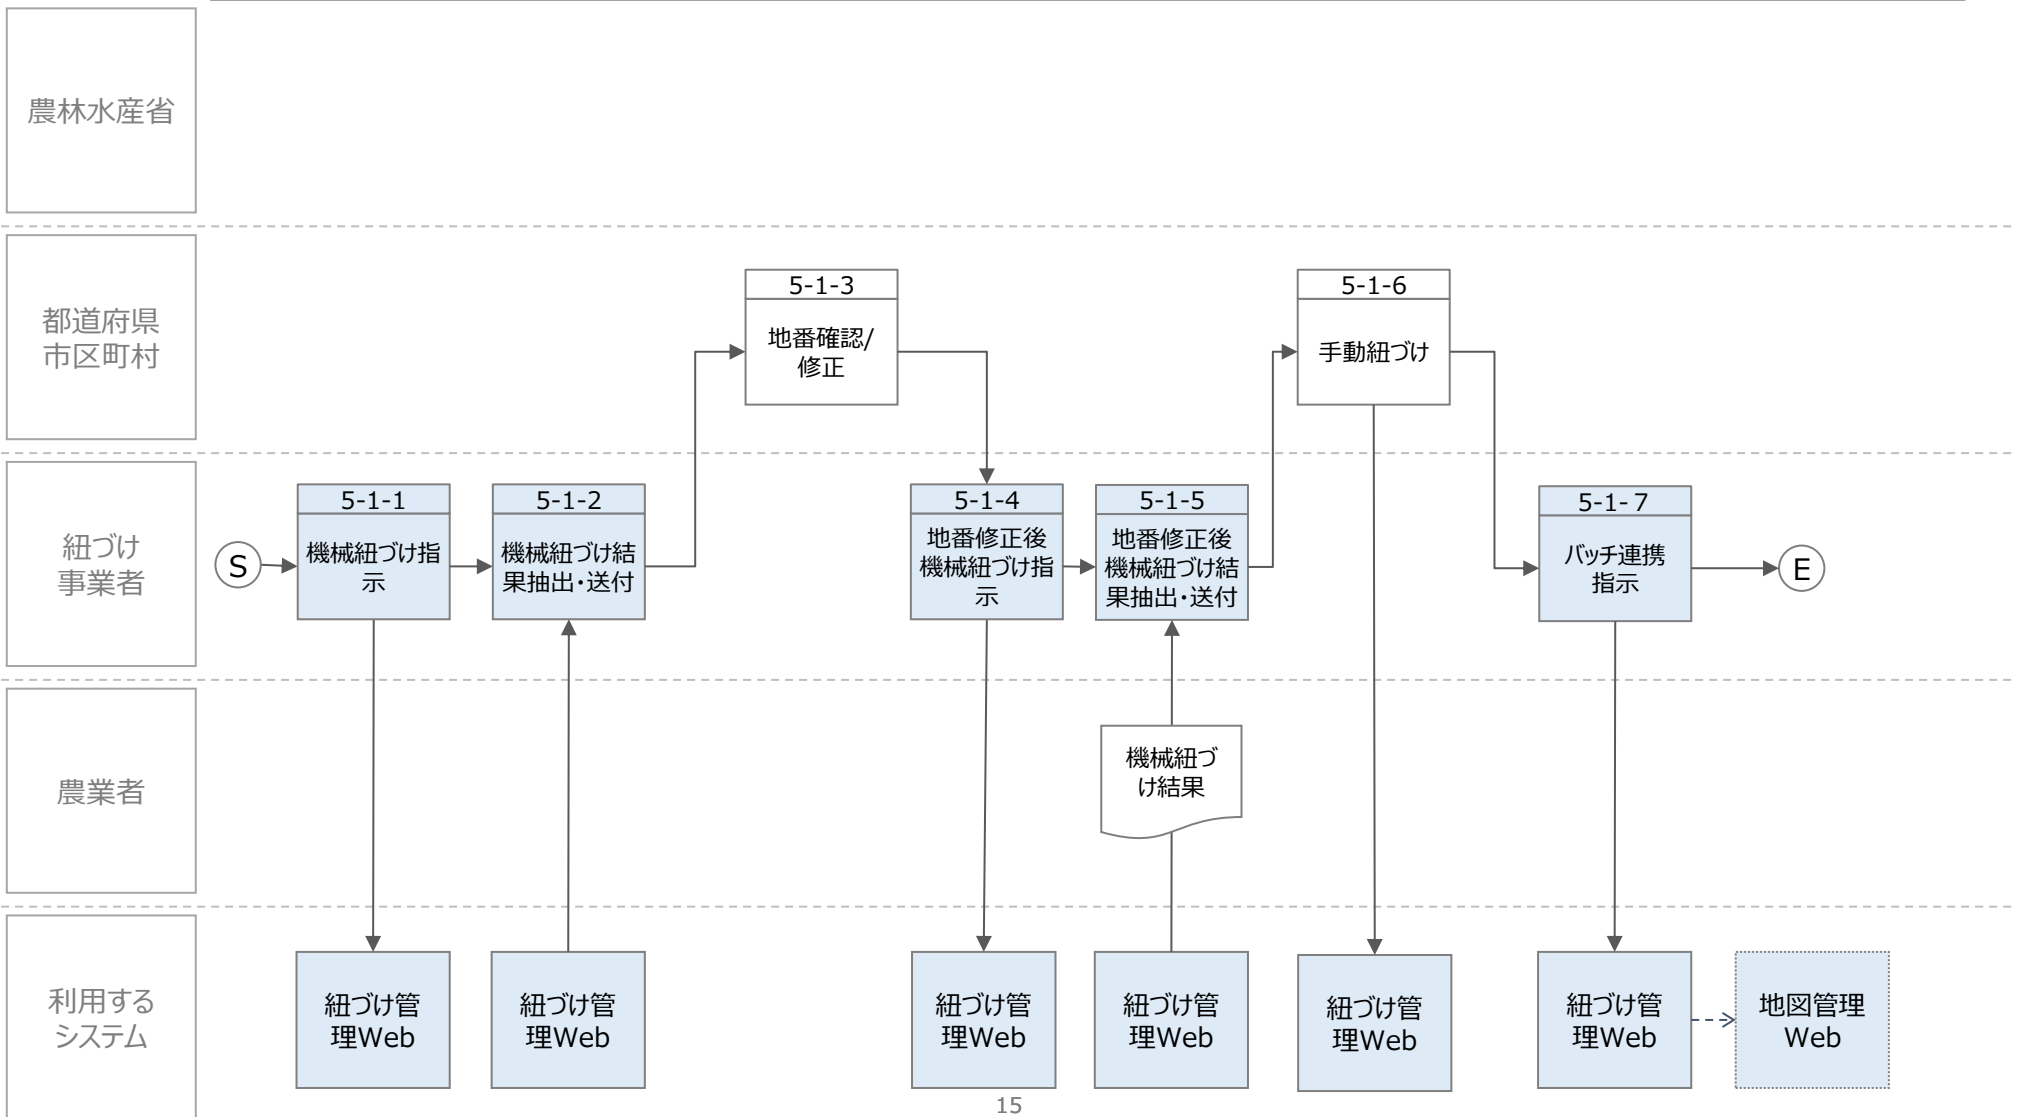 農林水産省
都道府県
市区町村
5-1-3
地番確認/
修正
5-1-6
手動紐づけ
紐づけ
事業者
S
5-1-1
機械紐づけ指
示
5-1-2
機械紐づけ結
果抽出・送付
5-1-4
地番修正後
機械紐づけ指
示
5-1-5
地番修正後
機械紐づけ結
果抽出・送付
5-1-７
バッチ連携
指示
E
農業者
機械紐づ
け結果
利用する
システム
紐づけ管
理Web
紐づけ管
理Web
紐づけ管
理Web
紐づけ管
理Web
紐づけ管
理Web
紐づけ管
理Web
地図管理
Web
15